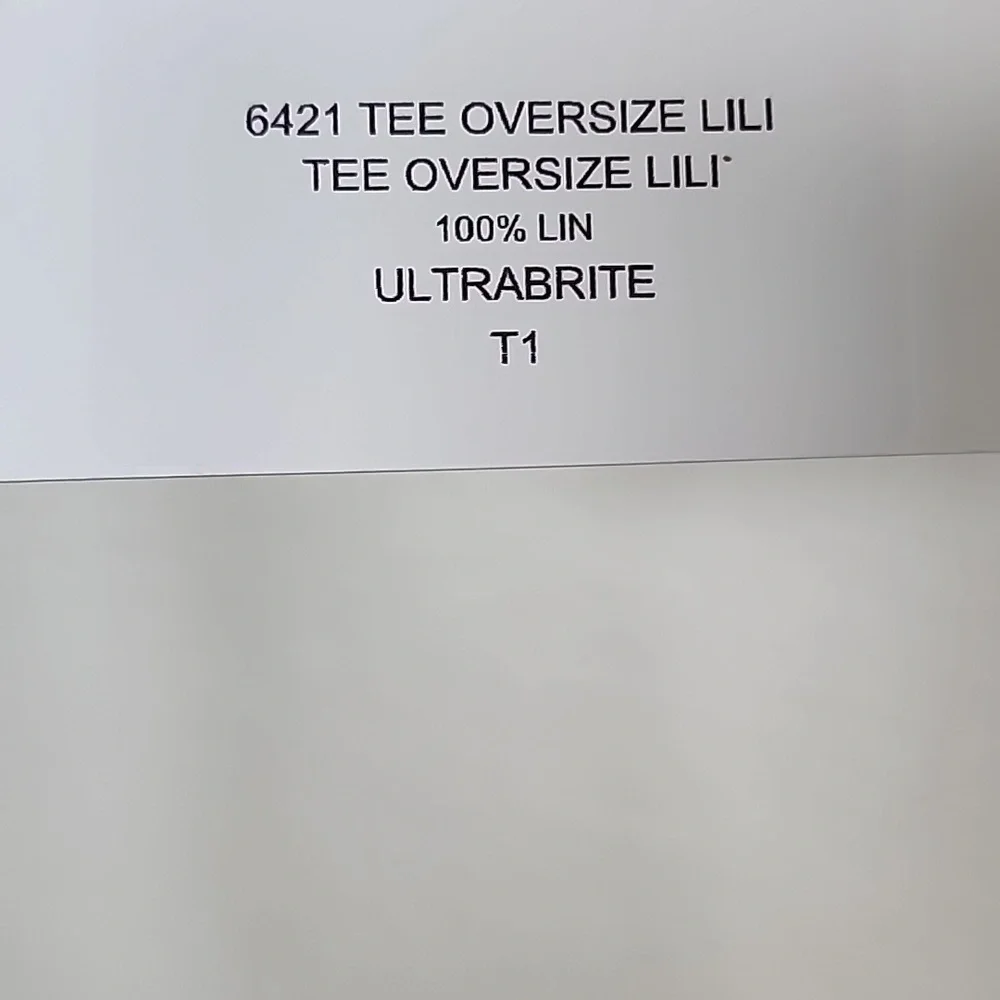 6421 TEE OVERSIZE LILI
TEE OVERSIZE LILI
100% LIN
ULTRABRITE
T1